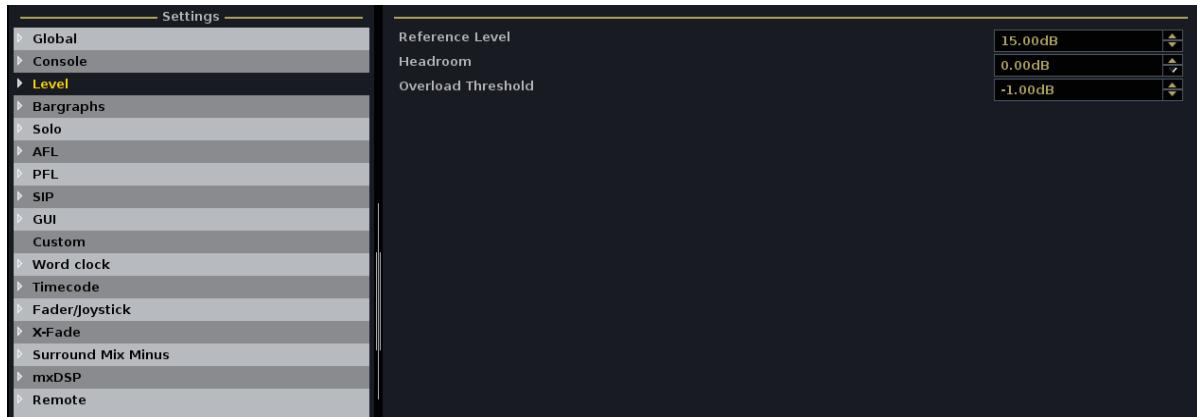 Settings
Global
Console
Level
Bargraphs
Solo
AFL
PFL
SIP
GUI
Custom
Word clock
Timecode
Fader/Joystick
X-Fade
Surround Mix Minus
mxDSP
Remote
Reference Level 15.00dB
Headroom 0.00dB
Overload Threshold -1.00dB